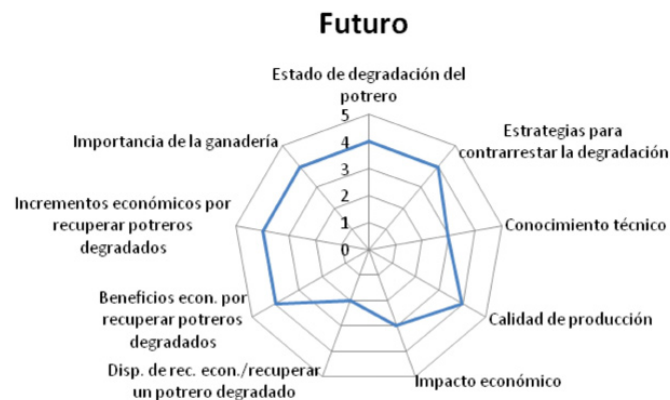 Futuro
Estado de degradación del
potrero
Estrategias para
contrarrestar la degradación
Conocimiento técnico
Calidad de producción
Impacto económico
Disp. de rec. econ./recuperar
un potrero degradado
Beneficios econ. por
recuperar potreros
degradados
Incrementos económicos por
recuperar potreros
degradados
Importancia de la ganadería
5
4
3
2
1
0